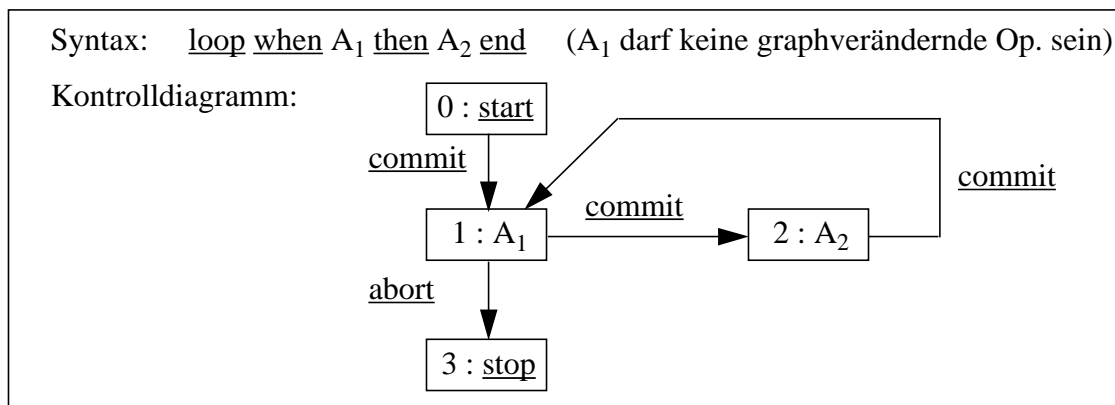 Syntax: loop when A₁ then A₂ end (A₁ darf keine graphverändernde Op. sein)
Kontrolldiagramm:
0 : start
commit
commit
commit
1 : A₁
2 : A₂
abort
3 : stop